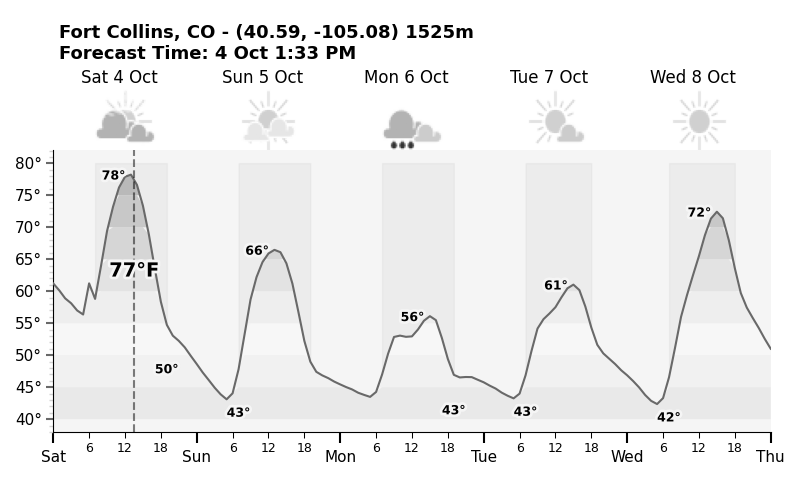 Fort Collins, CO - (40.59, -105.08) 1525m
Forecast Time: 4 Oct 1:33 PM
Sat 4 Oct Sun 5 Oct Mon 6 Oct Tue 7 Oct Wed 8 Oct
80°
78°
75°
72°
70°
66°
65°
77°F
61°
60°
56°
55°
50°
50°
45°
43° 43° 43° 42°
40°
6 12 18 6 12 18 6 12 18 6 12 18 6 12 18
Sat Sun Mon Tue Wed Thu